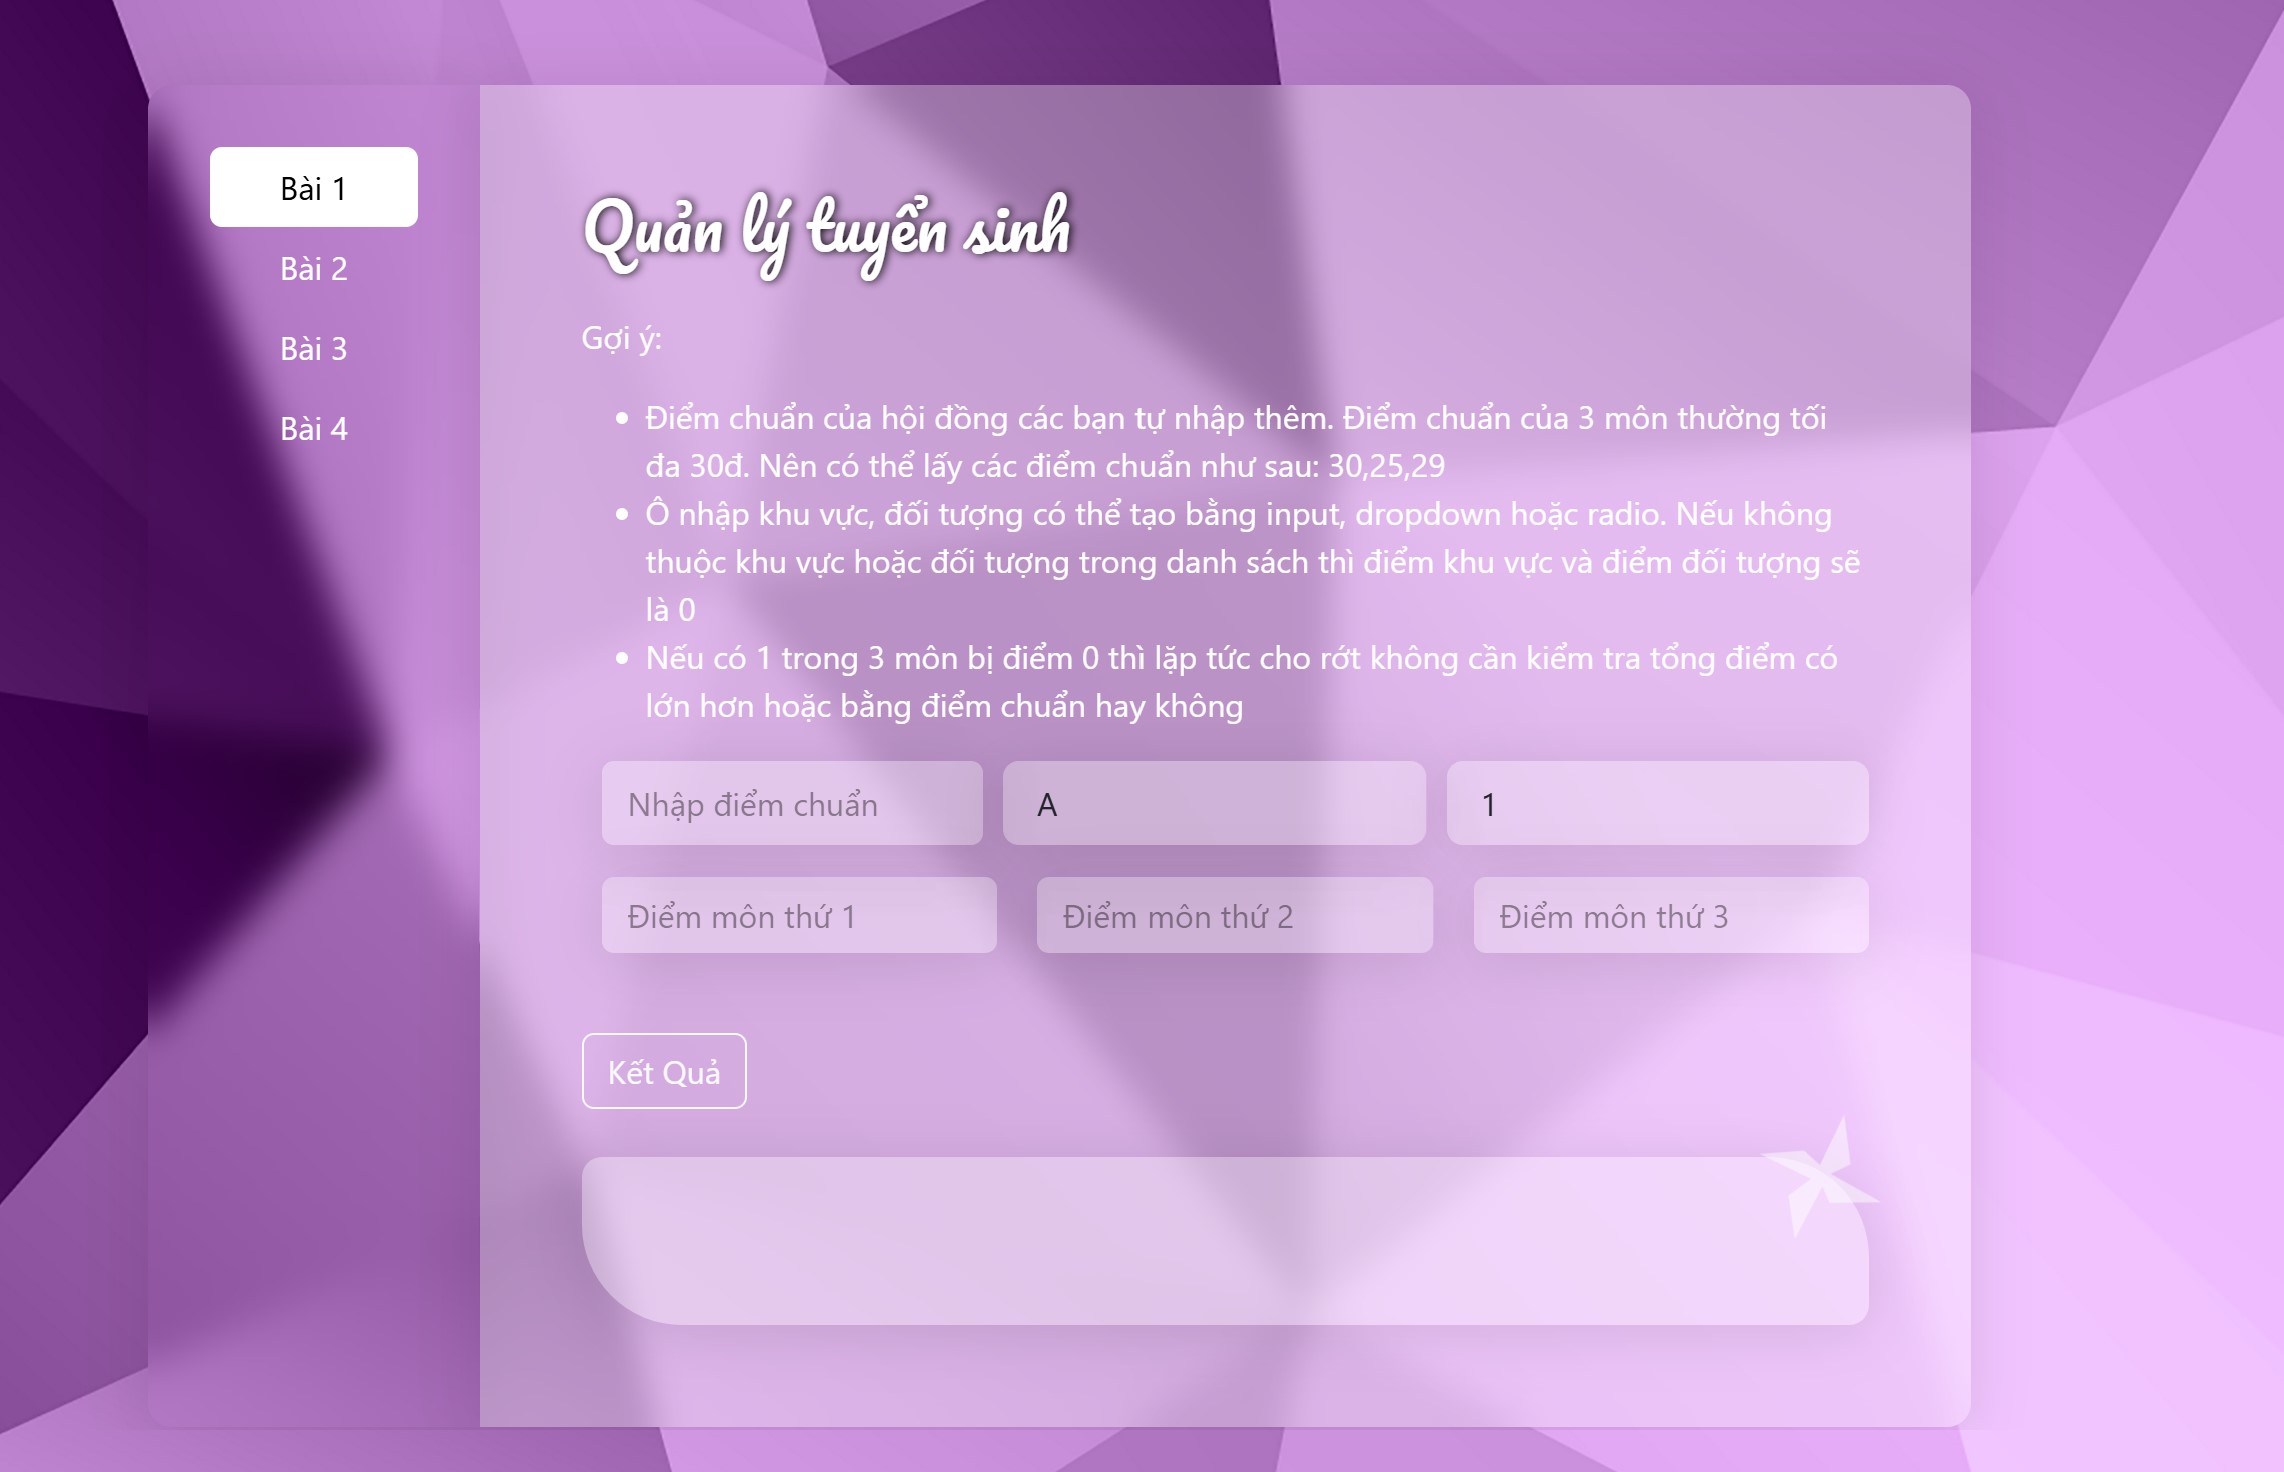 Bài 1
Bài 2
Bài 3
Bài 4
Quản lý tuyển sinh
Gợi ý:
Điểm chuẩn của hội đồng các bạn tự nhập thêm. Điểm chuẩn của 3 môn thường tối
đa 30đ. Nên có thể lấy các điểm chuẩn như sau: 30,25,29
Ô nhập khu vực, đối tượng có thể tạo bằng input, dropdown hoặc radio. Nếu không
thuộc khu vực hoặc đối tượng trong danh sách thì điểm khu vực và điểm đối tượng sẽ
là 0
Nếu có 1 trong 3 môn bị điểm 0 thì lặp tức cho rớt không cần kiểm tra tổng điểm có
lớn hơn hoặc bằng điểm chuẩn hay không
Nhập điểm chuẩn A 1
Điểm môn thứ 1 Điểm môn thứ 2 Điểm môn thứ 3
Kết Quả